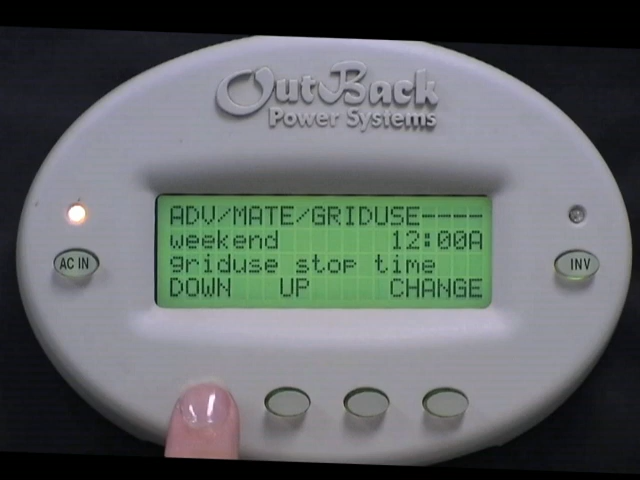 OutBack
Power Systems
ADV/MATE/GRIDUSE----
weekend 12:00A
griduse stop time
DOWN UP CHANGE
AC IN
INV